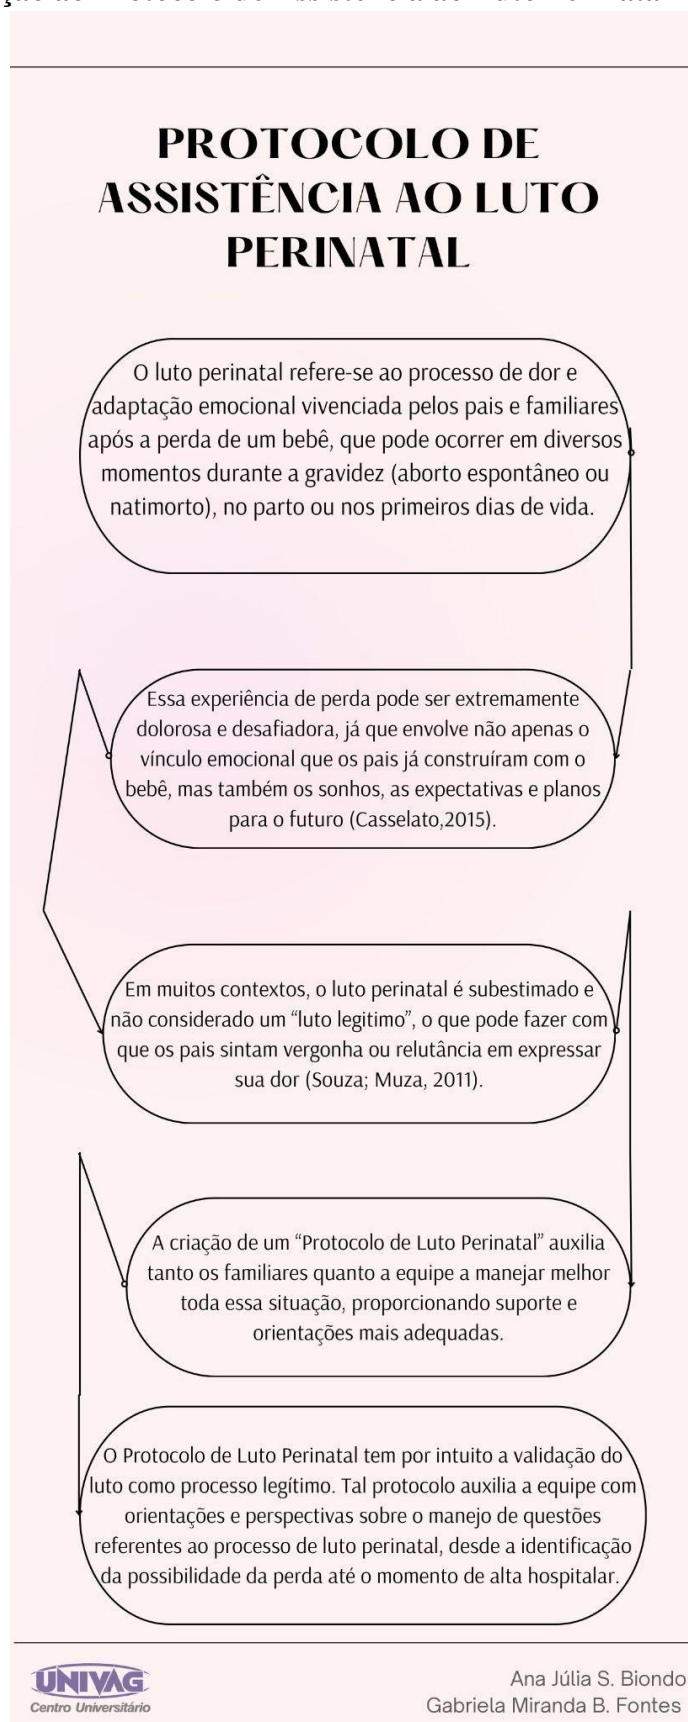 PROTOCOLO DE
ASSISTÊNCIA AO LUTO
PERINATAL
O luto perinatal refere-se ao processo de dor e
adaptação emocional vivenciada pelos pais e familiares
após a perda de um bebê, que pode ocorrer em diversos
momentos durante a gravidez (aborto espontâneo ou
natimorto), no parto ou nos primeiros dias de vida.
Essa experiência de perda pode ser extremamente
dolorosa e desafiadora, já que envolve não apenas o
vínculo emocional que os pais já construíram com o
bebê, mas também os sonhos, as expectativas e planos
para o futuro (Casselato,2015).
Em muitos contextos, o luto perinatal é subestimado e
não considerado um “luto legitimo”, o que pode fazer com
que os pais sintam vergonha ou relutância em expressar
sua dor (Souza; Muza, 2011).
A criação de um “Protocolo de Luto Perinatal” auxilia
tanto os familiares quanto a equipe a manejar melhor
toda essa situação, proporcionando suporte e
orientações mais adequadas.
O Protocolo de Luto Perinatal tem por intuito a validação do
luto como processo legítimo. Tal protocolo auxilia a equipe com
orientações e perspectivas sobre o manejo de questões
referentes ao processo de luto perinatal, desde a identificação
da possibilidade da perda até o momento de alta hospitalar.
UNIVAG
Centro Universitário
Ana Júlia S. Biondo
Gabriela Miranda B. Fontes